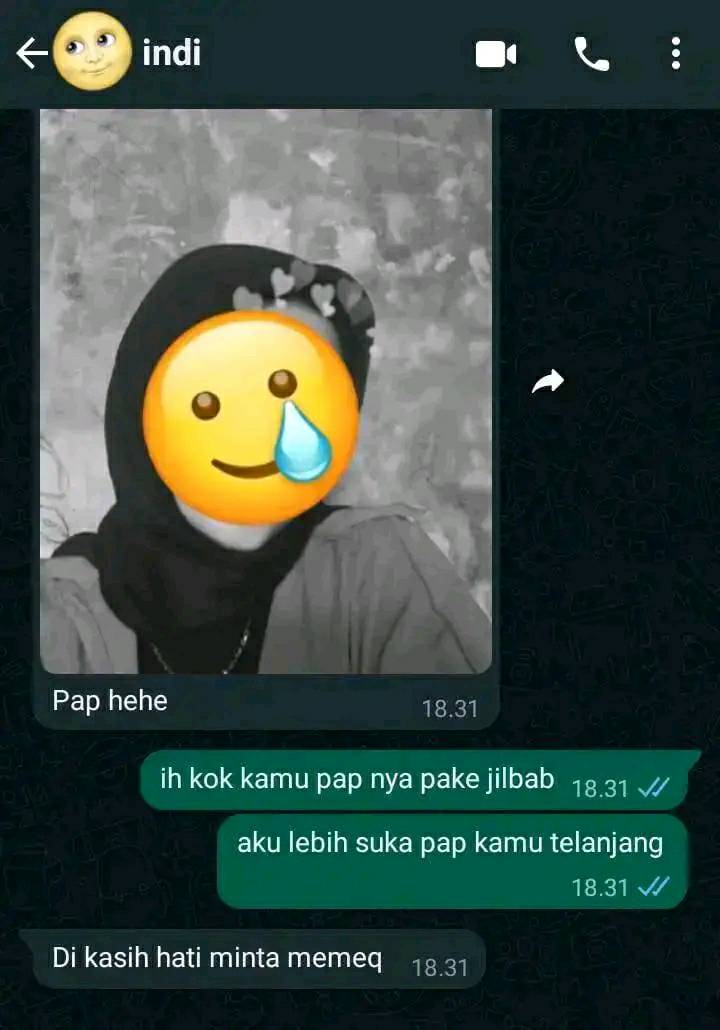 indi
Pap hehe
18.31
ih kok kamu pap nya pake jilbab 18.31
aku lebih suka pap kamu telanjang
18.31
Di kasih hati minta memeq 18.31